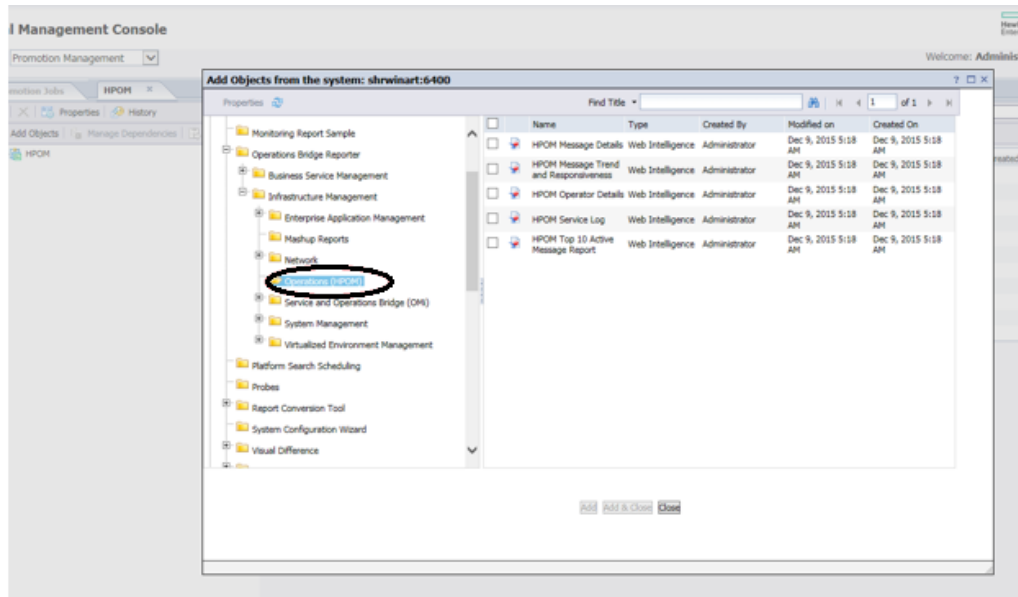 l Management Console
Promotion Management
Welcome: Adminis
Promotion Jobs HPOM ×
Properties History
Add Objects Manage Dependencies
HPOM
Add Objects from the system: shrwinart:6400
Properties
Find Title
1 of 1
Monitoring Report Sample
Operations Bridge Reporter
Business Service Management
Infrastructure Management
Enterprise Application Management
Mashup Reports
Network
Operations (HPOM)
Service and Operations Bridge (OMi)
System Management
Virtualized Environment Management
Platform Search Scheduling
Probes
Report Conversion Tool
System Configuration Wizard
Visual Difference
Name Type Created By Modified on Created On
HPOM Message Details Web Intelligence Administrator Dec 9, 2015 5:18 AM Dec 9, 2015 5:18 AM
HPOM Message Trend and Responsiveness Web Intelligence Administrator Dec 9, 2015 5:18 AM Dec 9, 2015 5:18 AM
HPOM Operator Details Web Intelligence Administrator Dec 9, 2015 5:18 AM Dec 9, 2015 5:18 AM
HPOM Service Log Web Intelligence Administrator Dec 9, 2015 5:18 AM Dec 9, 2015 5:18 AM
HPOM Top 10 Active Message Report Web Intelligence Administrator Dec 9, 2015 5:18 AM Dec 9, 2015 5:18 AM
Add Add & Close Close